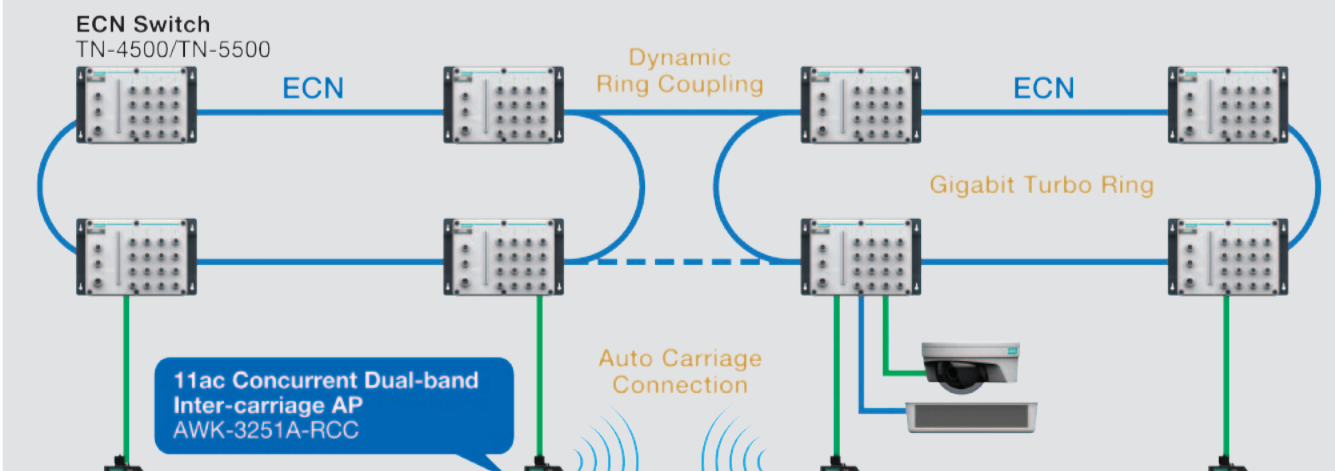 ECN Switch
TN-4500/TN-5500
ECN
Dynamic
Ring Coupling
ECN
Gigabit Turbo Ring
Auto Carriage
Connection
11ac Concurrent Dual-band
Inter-carriage AP
AWK-3251A-RCC